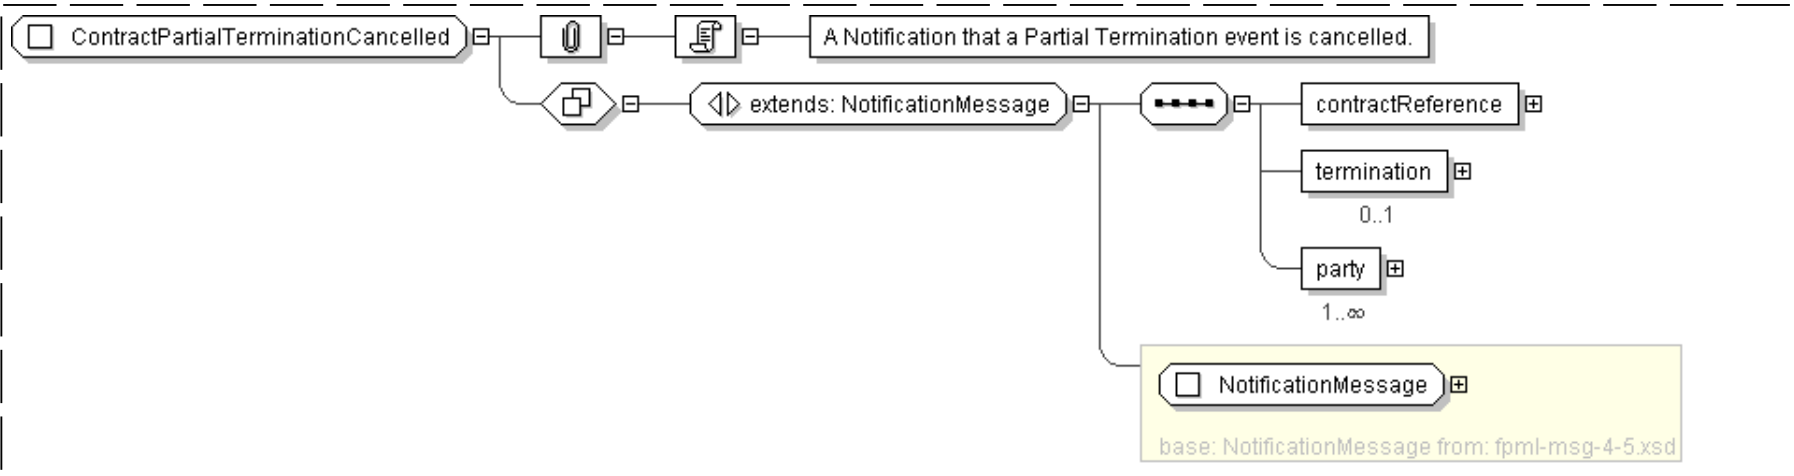 ContractPartialTerminationCancelled
A Notification that a Partial Termination event is cancelled.
extends: NotificationMessage
contractReference
termination
0..1
party
1..∞
NotificationMessage
base: NotificationMessage from: fpml-msg-4-5.xsd